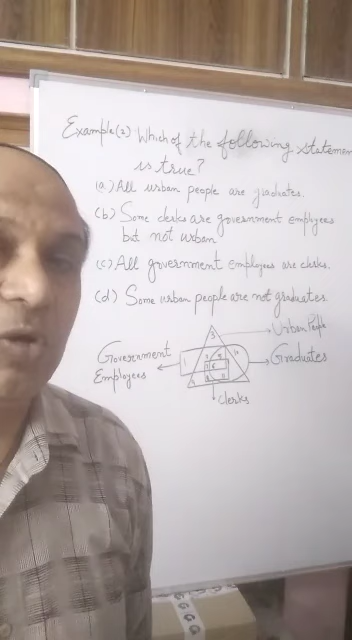 Example(2) Which of the following statemen
is true?
(a) All urban people are graduates.
(b) Some clerks are government employees
but not urban
(c) All government Employees are clerks.
(d) Some urban people are not graduates.
3
Urban People
Government
Employees
Graduates
1
Clerks